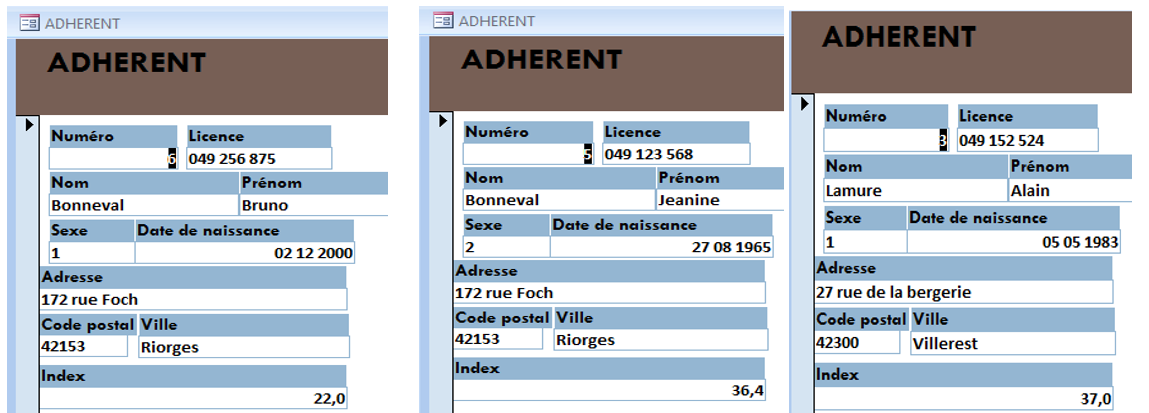 ADHERENT
ADHERENT
Numéro Licence
6 049 256 875
Nom Prénom
Bonneval Bruno
Sexe Date de naissance
1 02 12 2000
Adresse
172 rue Foch
Code postal Ville
42153 Riorges
Index
22,0
ADHERENT
ADHERENT
Numéro Licence
5 049 123 568
Nom Prénom
Bonneval Jeanine
Sexe Date de naissance
2 27 08 1965
Adresse
172 rue Foch
Code postal Ville
42153 Riorges
Index
36,4
ADHERENT
Numéro Licence
3 049 152 524
Nom Prénom
Lamure Alain
Sexe Date de naissance
1 05 05 1983
Adresse
27 rue de la bergerie
Code postal Ville
42300 Villerest
Index
37,0